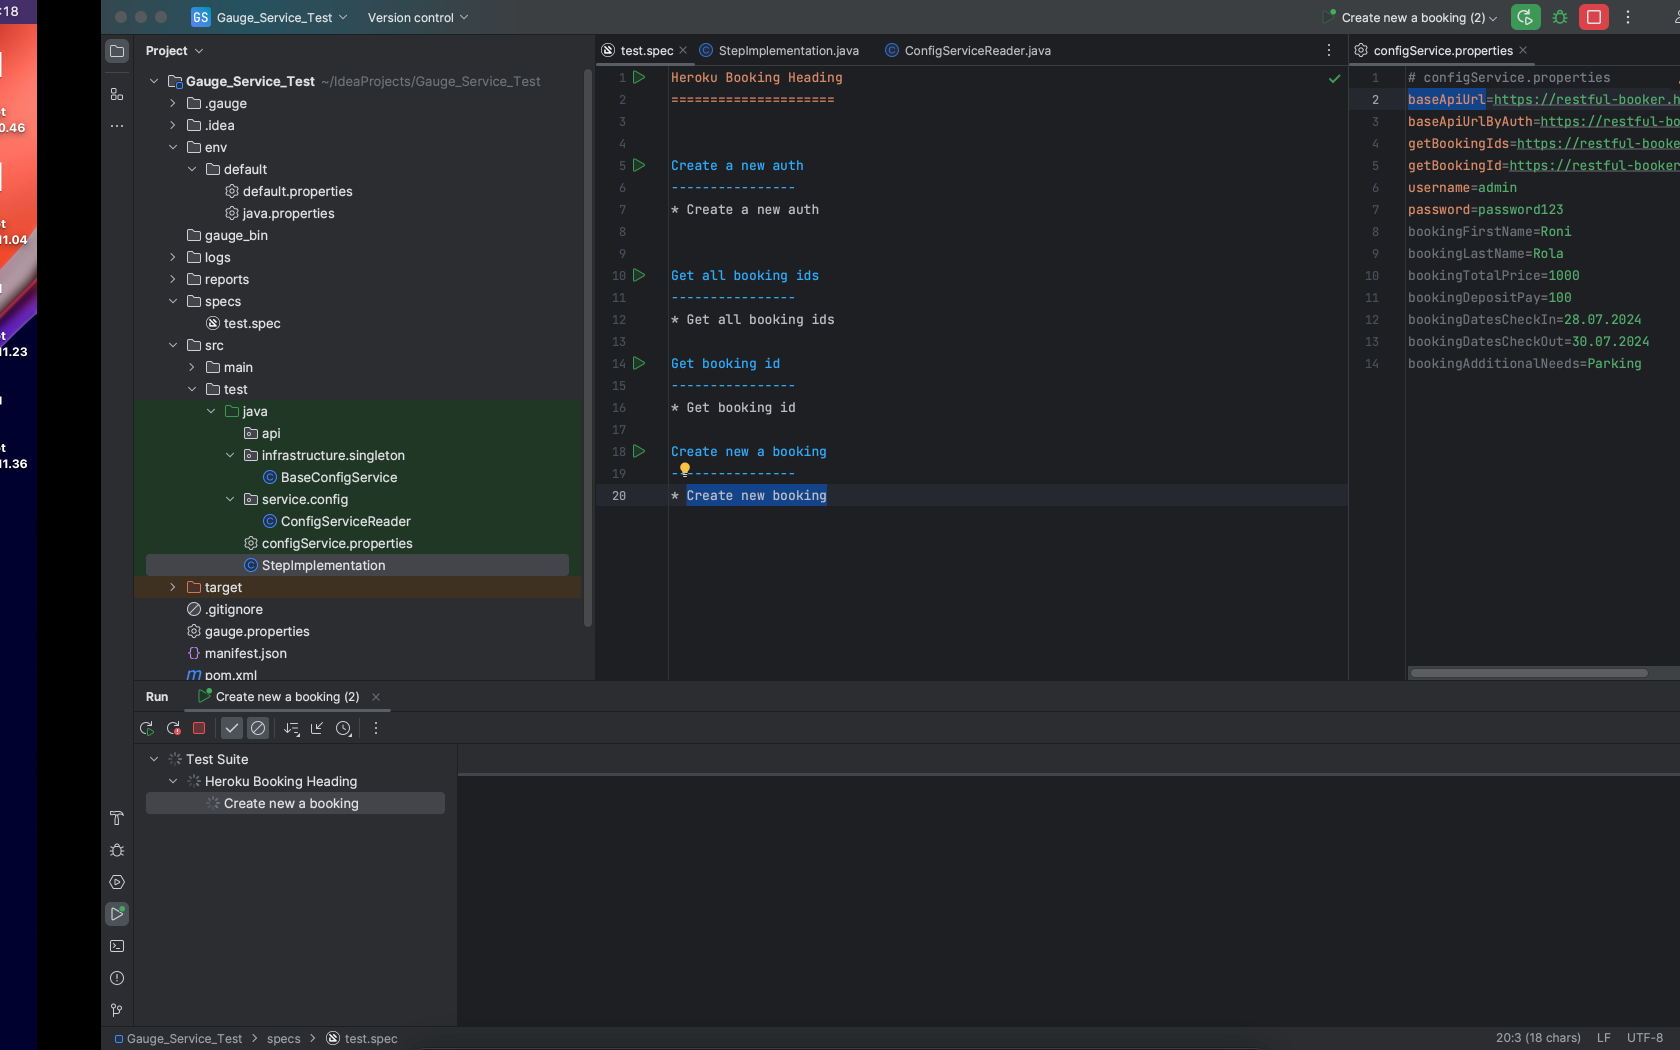 :18
GS Gauge_Service_Test
Version control
Create new a booking (2)
Project
test.spec
StepImplementation.java
ConfigServiceReader.java
configService.properties
Gauge_Service_Test ~/IdeaProjects/Gauge_Service_Test
.gauge
.idea
env
default
default.properties
java.properties
gauge_bin
logs
reports
specs
test.spec
src
main
test
java
api
infrastructure.singleton
BaseConfigService
service.config
ConfigServiceReader
configService.properties
StepImplementation
target
.gitignore
gauge.properties
manifest.json
pom.xml
1 Heroku Booking Heading
2 =====================
3
4
5 Create a new auth
6 ----------------
7 * Create a new auth
8
9
10 Get all booking ids
11 ----------------
12 * Get all booking ids
13
14 Get booking id
15 ----------------
16 * Get booking id
17
18 Create new a booking
19 ----------------
20 * Create new booking
1 # configService.properties
2 baseApiUrl=https://restful-booker.h
3 baseApiUrlByAuth=https://restful-bo
4 getBookingIds=https://restful-booke
5 getBookingId=https://restful-booker
6 username=admin
7 password=password123
8 bookingFirstName=Roni
9 bookingLastName=Rola
10 bookingTotalPrice=1000
11 bookingDepositPay=100
12 bookingDatesCheckIn=28.07.2024
13 bookingDatesCheckOut=30.07.2024
14 bookingAdditionalNeeds=Parking
et
0.46
et
11.04
et
11.23
et
11.36
Run
Create new a booking (2)
Test Suite
Heroku Booking Heading
Create new a booking
Gauge_Service_Test > specs > test.spec
20:3 (18 chars) LF UTF-8